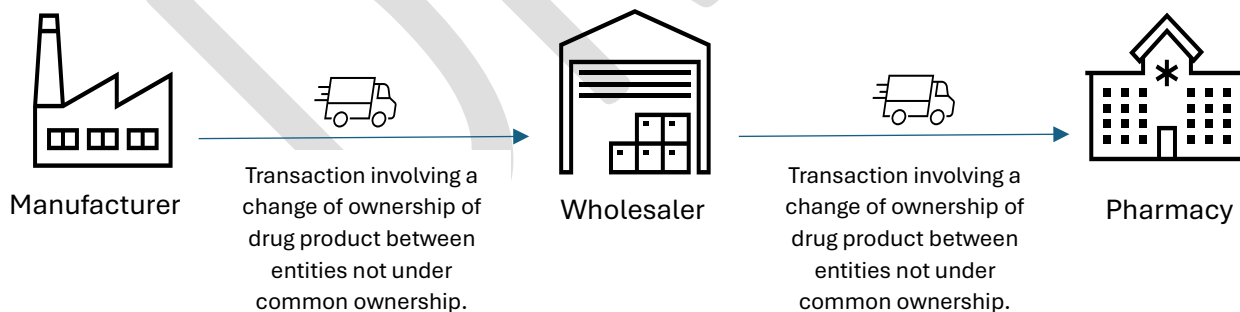 Manufacturer
Transaction involving a
change of ownership of
drug product between
entities not under
common ownership.
Wholesaler
Transaction involving a
change of ownership of
drug product between
entities not under
common ownership.
Pharmacy